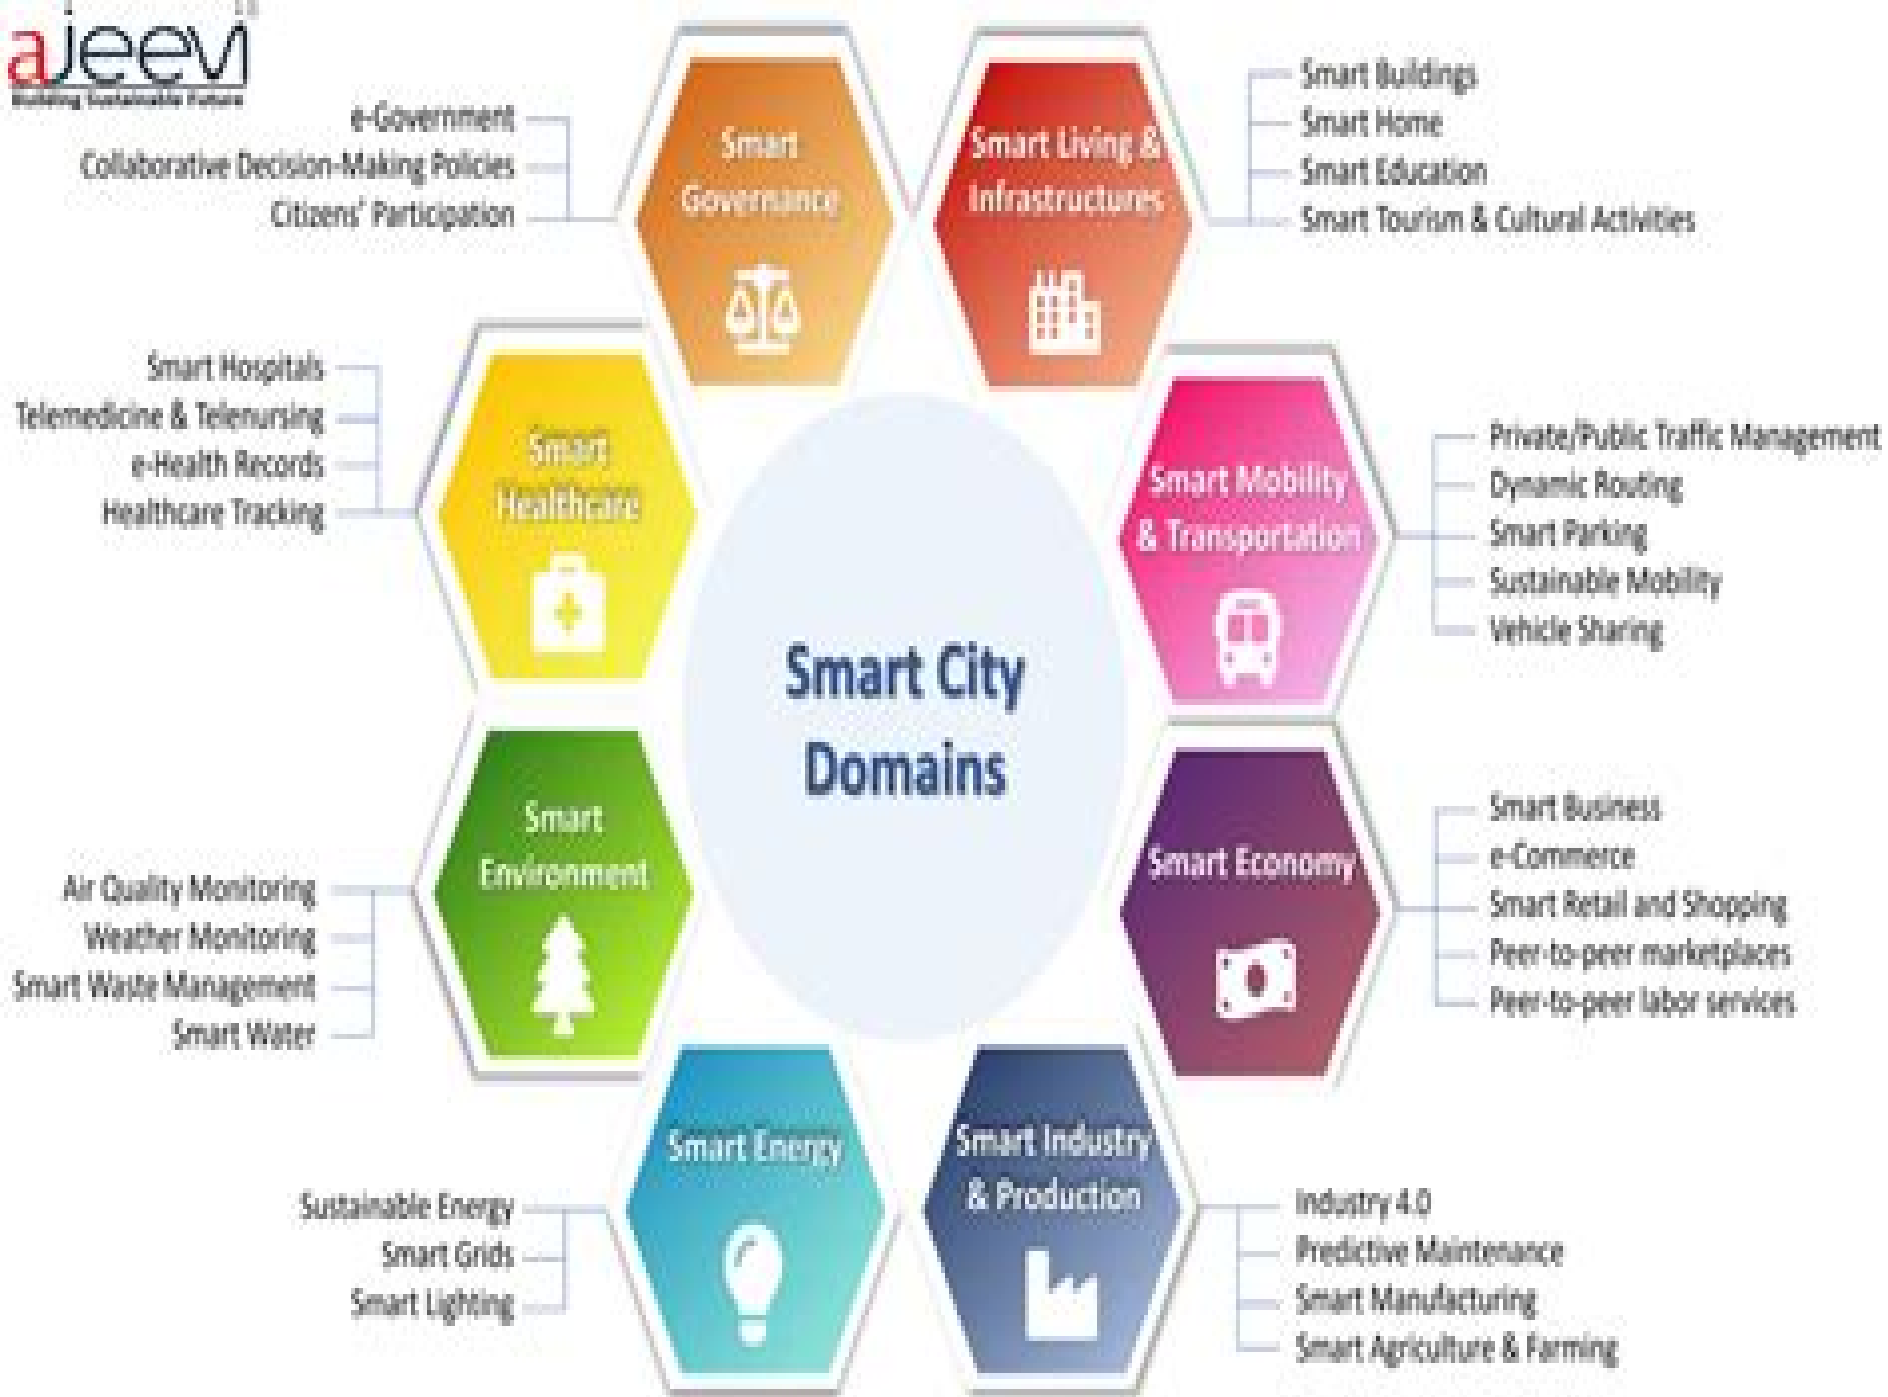 ajeevi
Building Sustainable Future
e-Government
Collaborative Decision-Making Policies
Citizens' Participation
Smart
Governance
Smart Living &
Infrastructures
Smart Buildings
Smart Home
Smart Education
Smart Tourism & Cultural Activities
Smart Hospitals
Telemedicine & Telenursing
e-Health Records
Healthcare Tracking
Smart
Healthcare
Smart Mobility
& Transportation
Private/Public Traffic Management
Dynamic Routing
Smart Parking
Sustainable Mobility
Vehicle Sharing
Smart City
Domains
Smart
Environment
Air Quality Monitoring
Weather Monitoring
Smart Waste Management
Smart Water
Smart Economy
Smart Business
e-Commerce
Smart Retail and Shopping
Peer-to-peer marketplaces
Peer-to-peer labor services
Smart Energy
Sustainable Energy
Smart Grids
Smart Lighting
Smart Industry
& Production
Industry 4.0
Predictive Maintenance
Smart Manufacturing
Smart Agriculture & Farming